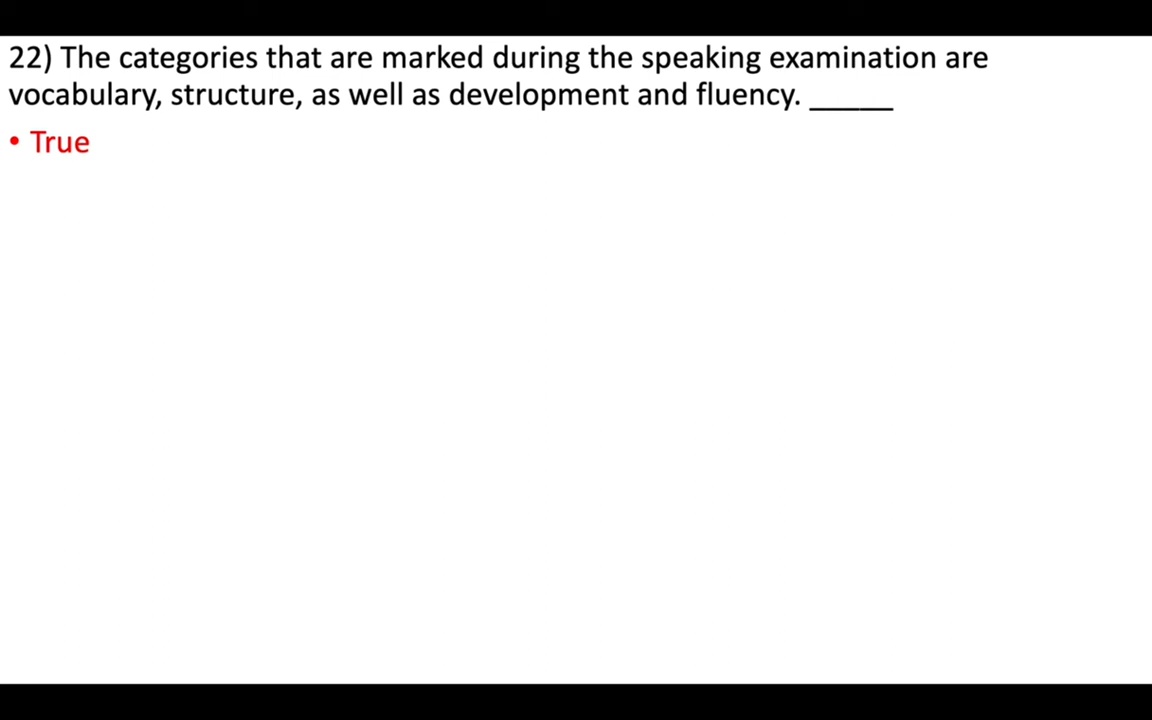 22) The categories that are marked during the speaking examination are
vocabulary, structure, as well as development and fluency. _____
• True